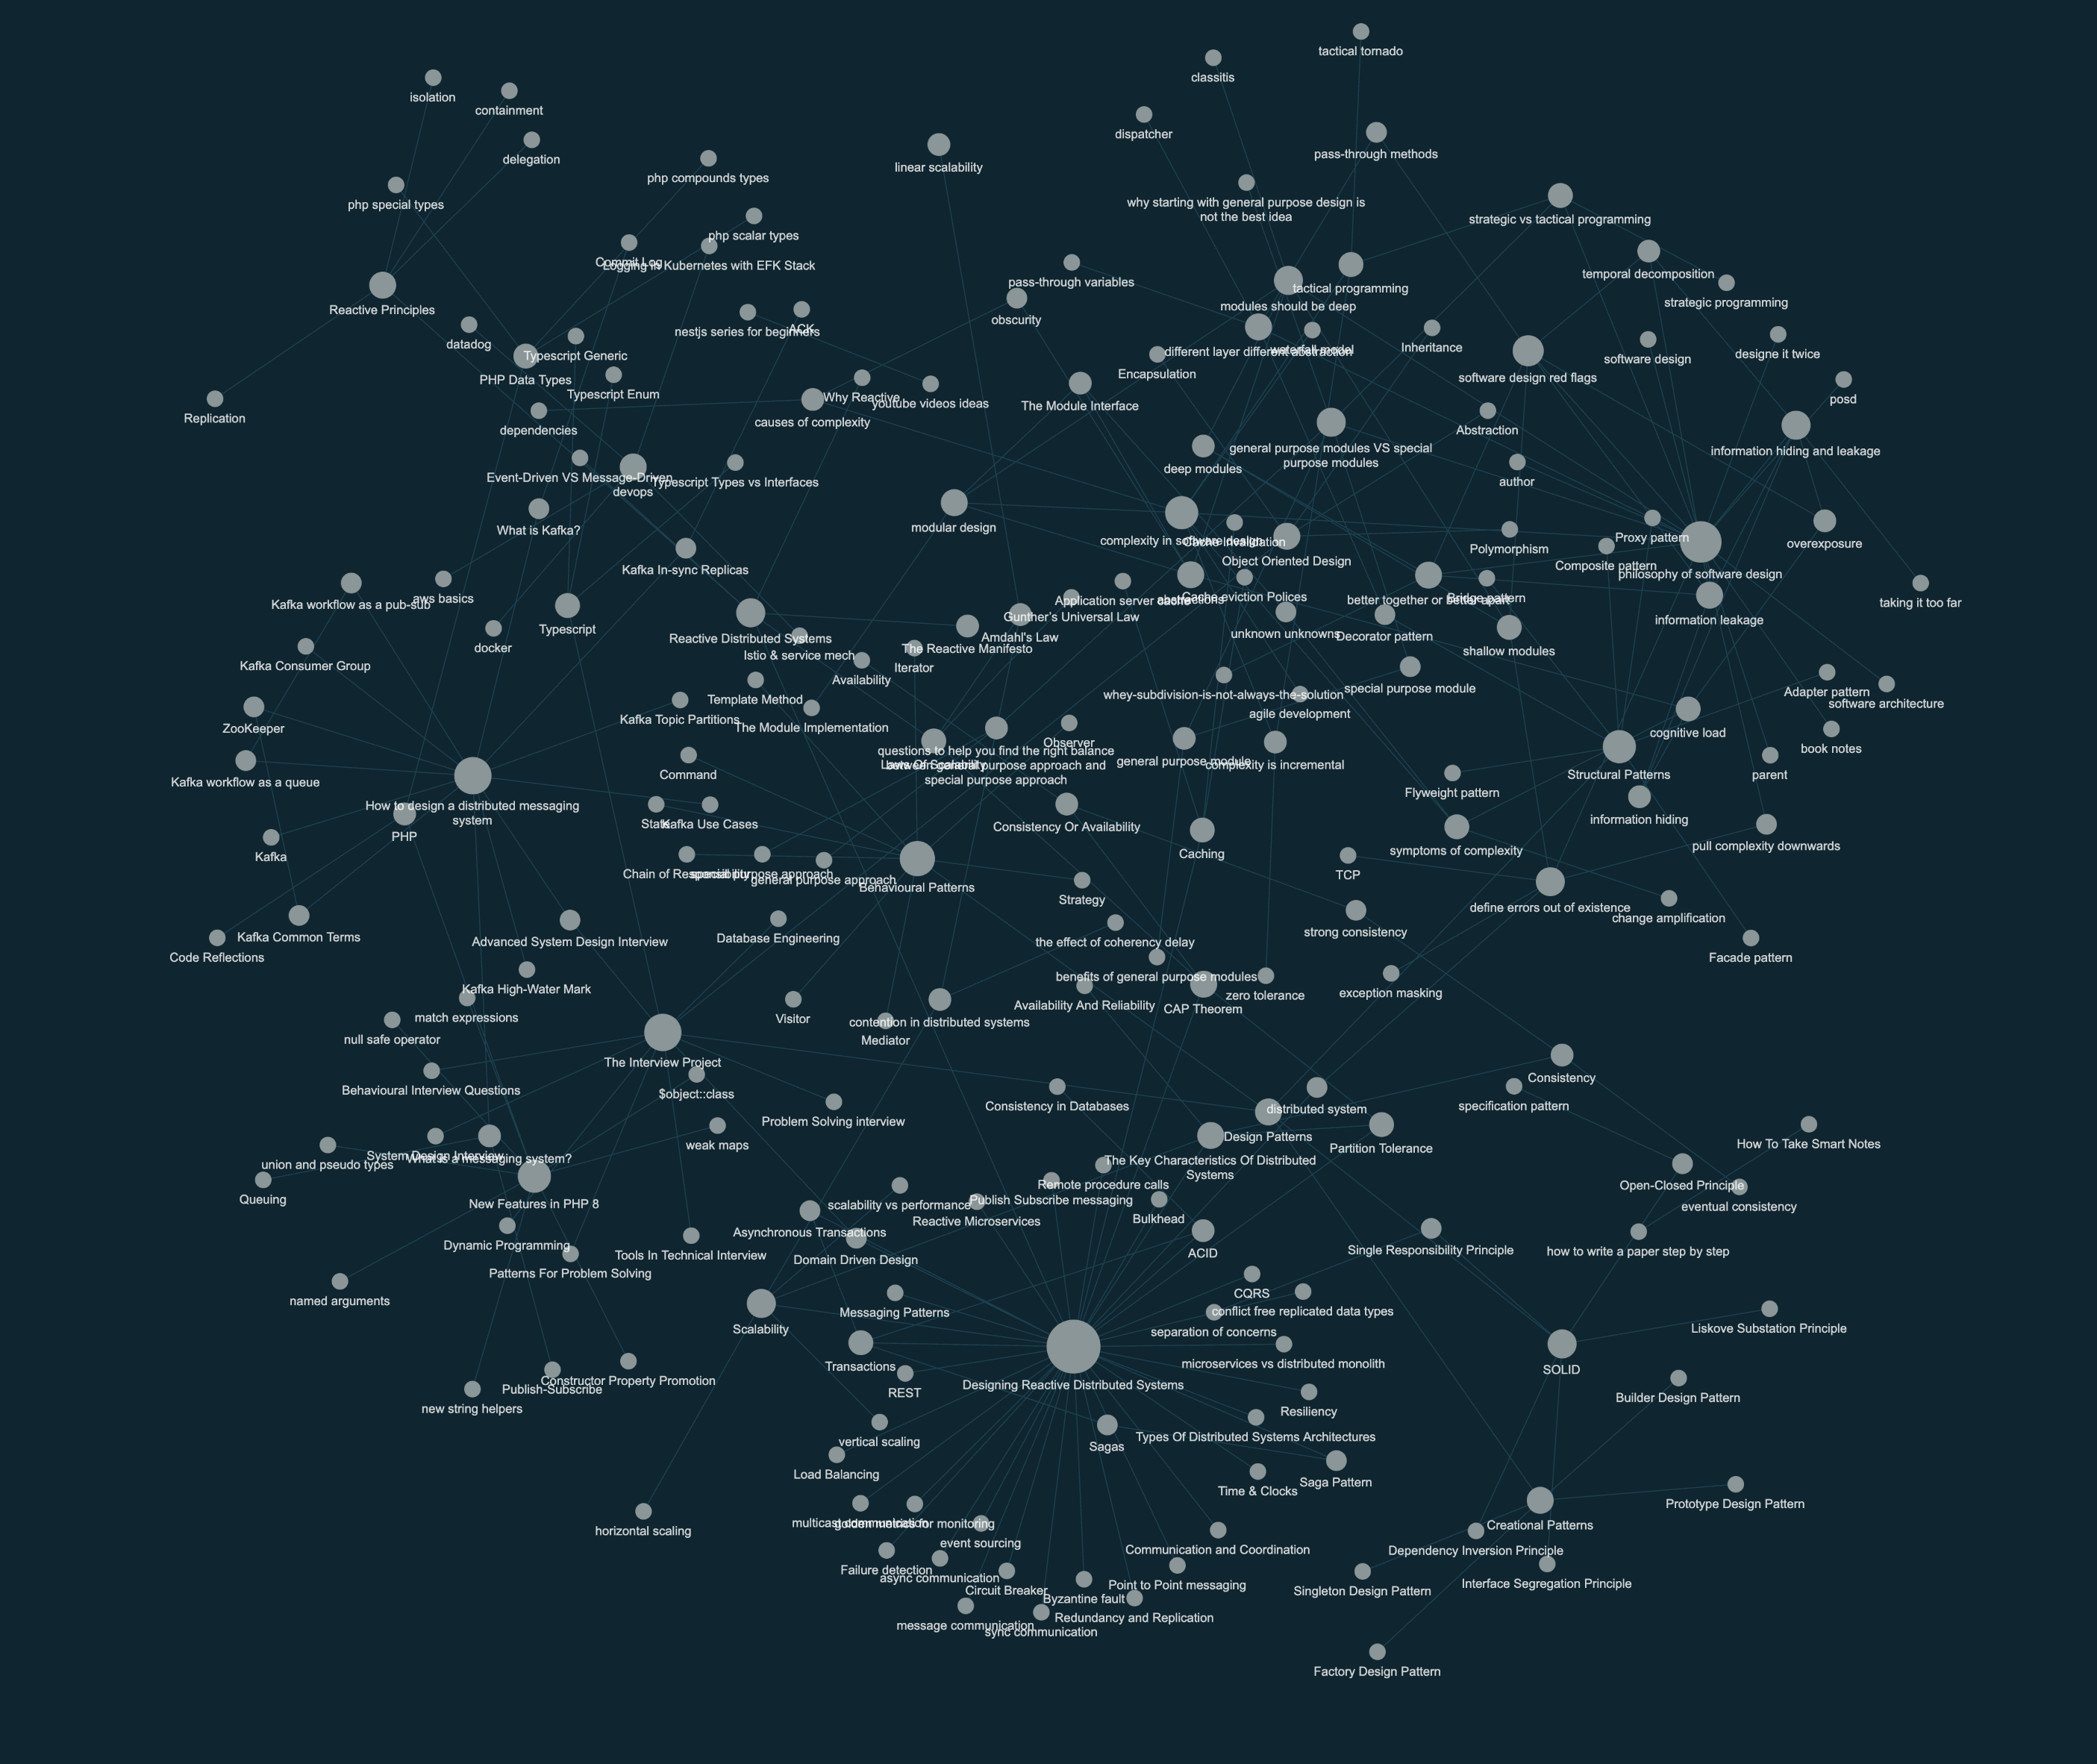 tactical tornado
classitis
isolation
containment
dispatcher
delegation
pass-through methods
linear scalability
php compounds types
php special types
why starting with general purpose design is
not the best idea
strategic vs tactical programming
php scalar types
Commit Log
Logging in Kubernetes with EFK Stack
temporal decomposition
pass-through variables
tactical programming
modules should be deep
strategic programming
Reactive Principles
obscurity
nestjs series for beginners
ACK
datadog
Typescript Generic
different layer different abstraction
waterfall model
Inheritance
software design
designe it twice
PHP Data Types
Encapsulation
software design red flags
Typescript Enum
Why Reactive
youtube videos ideas
The Module Interface
posd
Replication
dependencies
causes of complexity
Abstraction
general purpose modules VS special
purpose modules
information hiding and leakage
deep modules
Event-Driven VS Message-Driven
devops
Typescript Types vs Interfaces
author
What is Kafka?
modular design
complexity in software design
Cache Invalidation
Object Oriented Design
Polymorphism
Proxy pattern
overexposure
Kafka In-sync Replicas
Composite pattern
philosophy of software design
Kafka workflow as a pub-sub
aws basics
Application server cache
abstractions
Cache eviction Polices
better together or better apart
Bridge pattern
taking it too far
Typescript
Gunther's Universal Law
information leakage
Reactive Distributed Systems
Amdahl's Law
unknown unknowns
Decorator pattern
docker
The Reactive Manifesto
shallow modules
Kafka Consumer Group
Istio & service mech
Iterator
Availability
Template Method
whey-subdivision-is-not-always-the-solution
special purpose module
Adapter pattern
software architecture
ZooKeeper
Kafka Topic Partitions
The Module Implementation
agile development
cognitive load
Observer
questions to help you find the right balance
between general purpose approach and
special purpose approach
Laws Of Scalability
general purpose module
complexity is incremental
book notes
Kafka workflow as a queue
Command
Structural Patterns
parent
Flyweight pattern
How to design a distributed messaging
system
PHP
State
Kafka Use Cases
Consistency Or Availability
information hiding
Kafka
Caching
symptoms of complexity
pull complexity downwards
Chain of Responsibility
special purpose approach
general purpose approach
Behavioural Patterns
TCP
Strategy
define errors out of existence
change amplification
Kafka Common Terms
Advanced System Design Interview
Database Engineering
the effect of coherency delay
strong consistency
Code Reflections
Facade pattern
Kafka High-Water Mark
benefits of general purpose modules
zero tolerance
exception masking
match expressions
Visitor
contention in distributed systems
Availability And Reliability
CAP Theorem
null safe operator
Mediator
The Interview Project
Behavioural Interview Questions
$object::class
Consistency
Problem Solving interview
Consistency in Databases
distributed system
specification pattern
weak maps
Design Patterns
Partition Tolerance
How To Take Smart Notes
union and pseudo types
System Design Interview
What is a messaging system?
The Key Characteristics Of Distributed
Systems
Queuing
New Features in PHP 8
scalability vs performance
Remote procedure calls
Publish Subscribe messaging
Reactive Microservices
Bulkhead
Open-Closed Principle
eventual consistency
Asynchronous Transactions
Dynamic Programming
Tools In Technical Interview
Domain Driven Design
ACID
Single Responsibility Principle
how to write a paper step by step
Patterns For Problem Solving
named arguments
CQRS
Messaging Patterns
conflict free replicated data types
Scalability
separation of concerns
Liskove Substation Principle
Transactions
microservices vs distributed monolith
SOLID
Constructor Property Promotion
Publish-Subscribe
REST
Designing Reactive Distributed Systems
Builder Design Pattern
new string helpers
Resiliency
vertical scaling
Sagas
Types Of Distributed Systems Architectures
Load Balancing
Time & Clocks
Saga Pattern
Prototype Design Pattern
horizontal scaling
multicast communication
golden metrics for monitoring
event sourcing
Creational Patterns
Communication and Coordination
Dependency Inversion Principle
Failure detection
async communication
Circuit Breaker
Byzantine fault
Point to Point messaging
Singleton Design Pattern
Interface Segregation Principle
message communication
sync communication
Redundancy and Replication
Factory Design Pattern